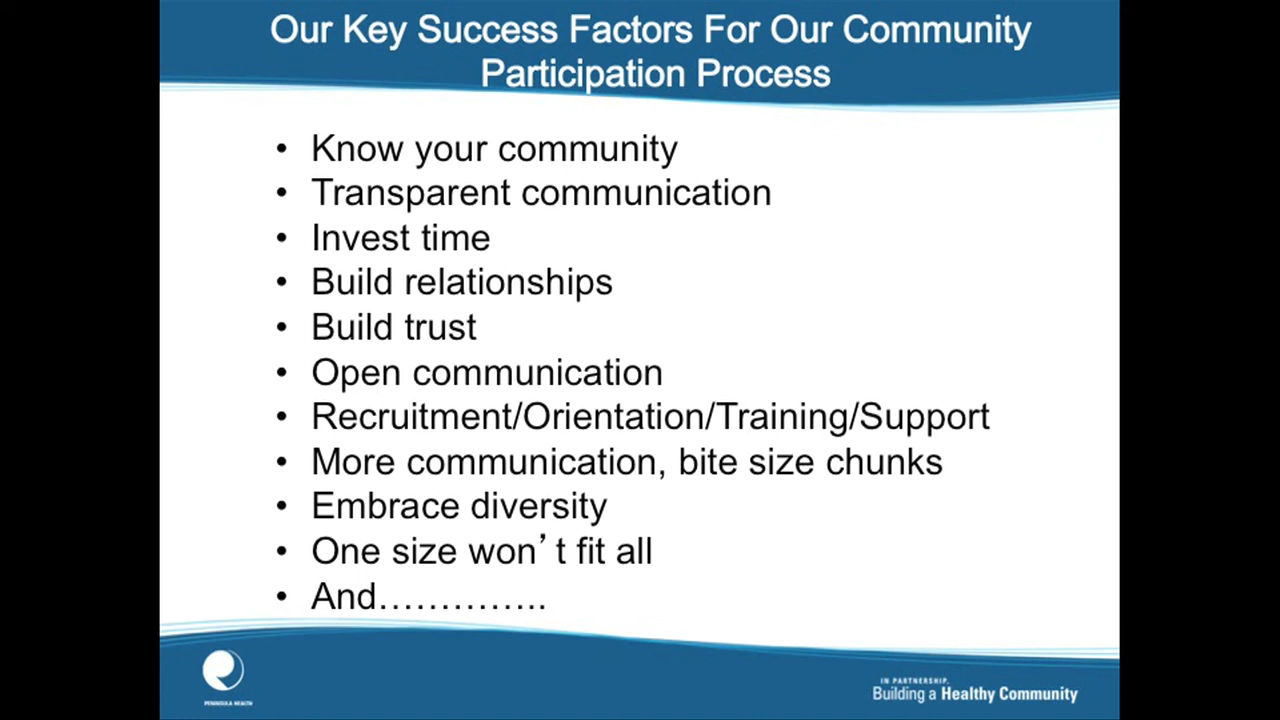 Our Key Success Factors For Our Community
Participation Process
• Know your community
• Transparent communication
• Invest time
• Build relationships
• Build trust
• Open communication
• Recruitment/Orientation/Training/Support
• More communication, bite size chunks
• Embrace diversity
• One size won’t fit all
• And…………..
PENINSULA HEALTH
IN PARTNERSHIP,
Building a Healthy Community